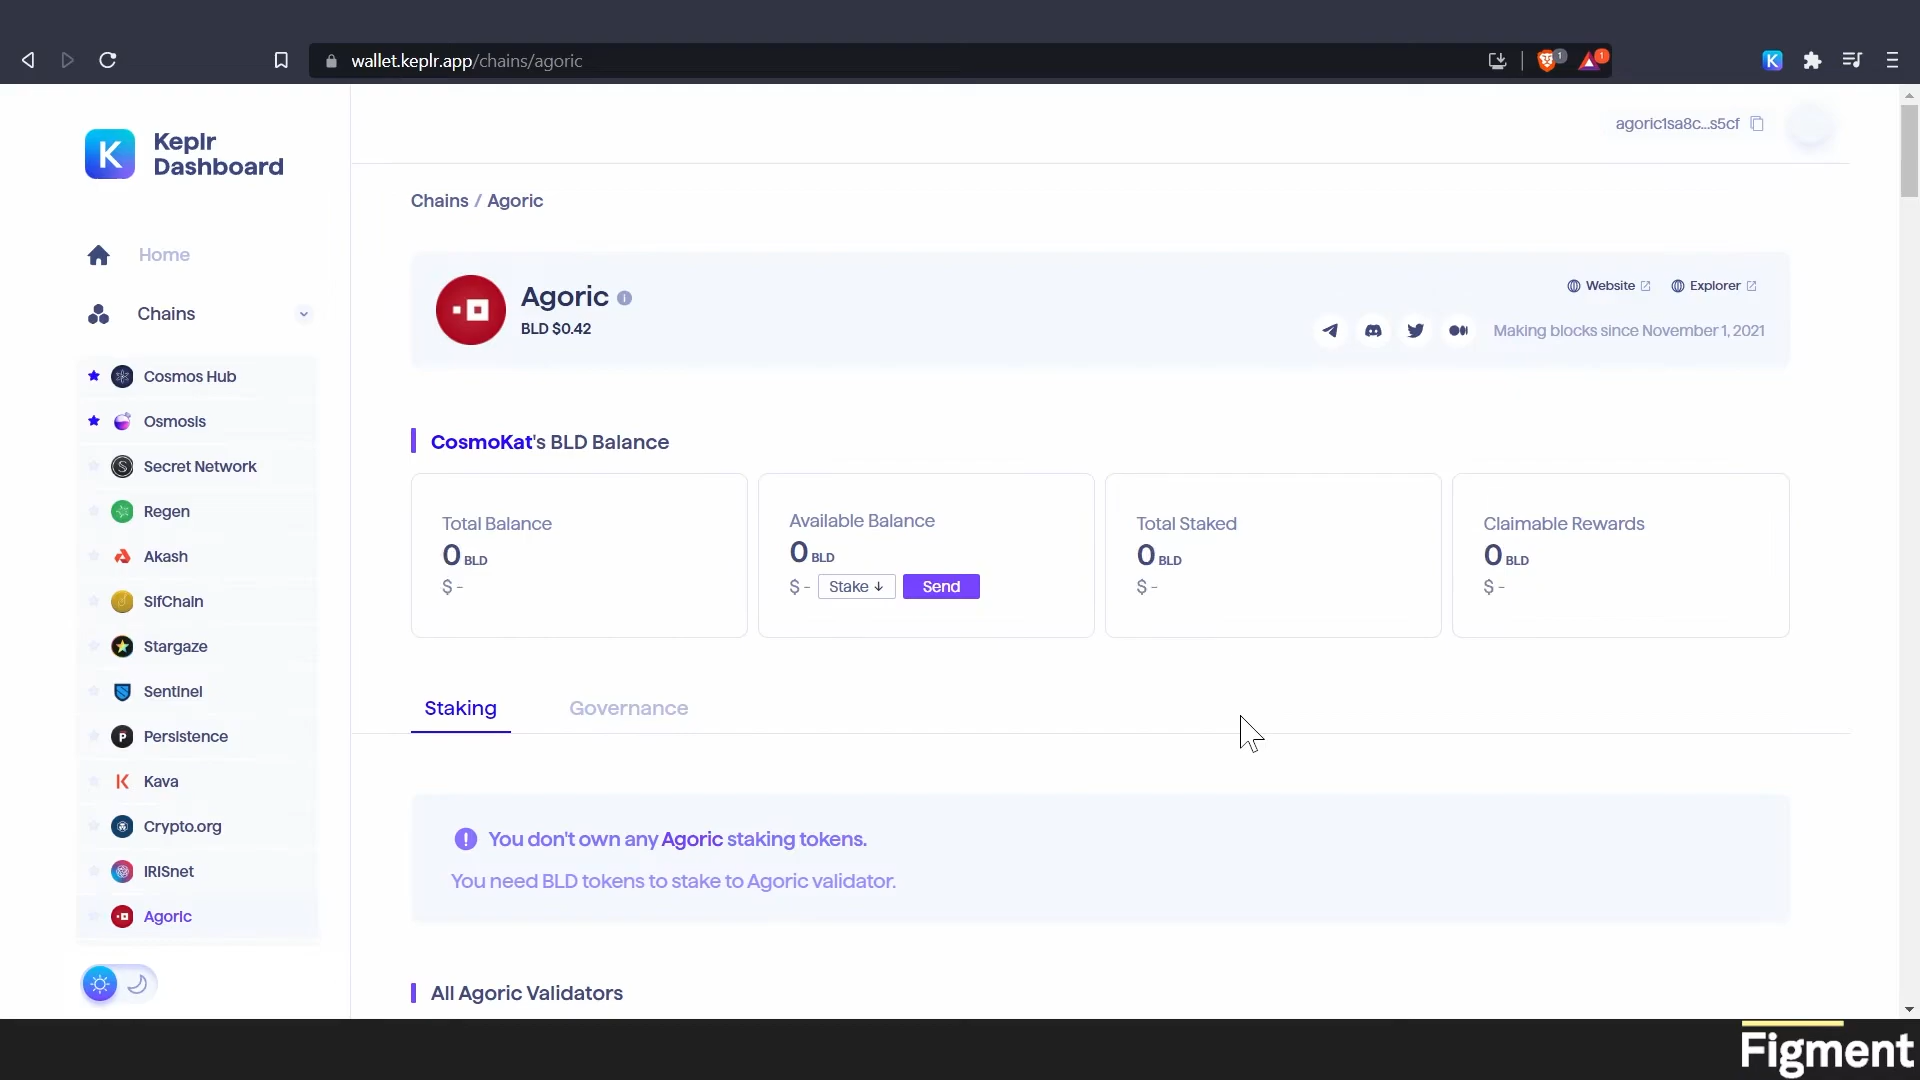 wallet.keplr.app/chains/agoric
1
1
K
K
Keplr
Dashboard
agoric1sa8c...s5cf
Home
Chains
Cosmos Hub
Osmosis
Secret Network
Regen
Akash
SifChain
Stargaze
Sentinel
Persistence
Kava
Crypto.org
IRISnet
Agoric
Chains / Agoric
Agoric
BLD $0.42
Website
Explorer
Making blocks since November 1, 2021
CosmoKat's BLD Balance
Total Balance
0 BLD
$ -
Available Balance
0 BLD
$ - Stake ↓ Send
Total Staked
0 BLD
$ -
Claimable Rewards
0 BLD
$ -
Staking
Governance
You don't own any Agoric staking tokens.
You need BLD tokens to stake to Agoric validator.
All Agoric Validators
Figment